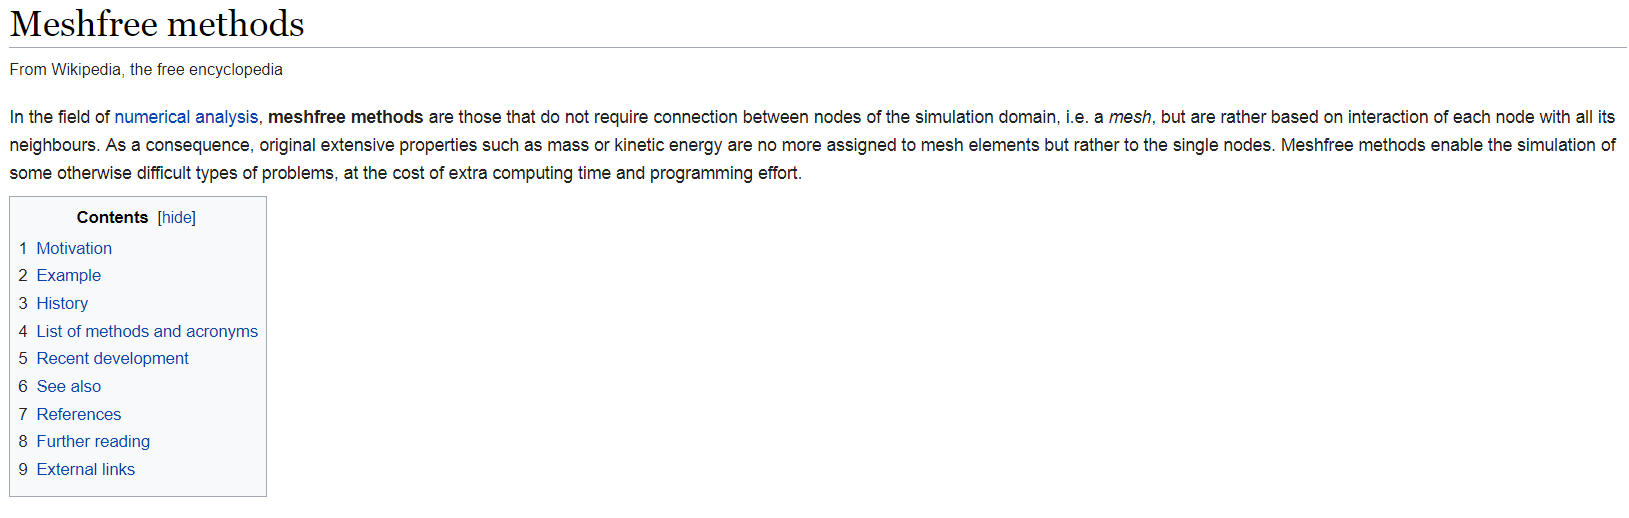 Meshfree methods
From Wikipedia, the free encyclopedia
In the field of numerical analysis, meshfree methods are those that do not require connection between nodes of the simulation domain, i.e. a mesh, but are rather based on interaction of each node with all its
neighbours. As a consequence, original extensive properties such as mass or kinetic energy are no more assigned to mesh elements but rather to the single nodes. Meshfree methods enable the simulation of
some otherwise difficult types of problems, at the cost of extra computing time and programming effort.
Contents [hide]
1 Motivation
2 Example
3 History
4 List of methods and acronyms
5 Recent development
6 See also
7 References
8 Further reading
9 External links